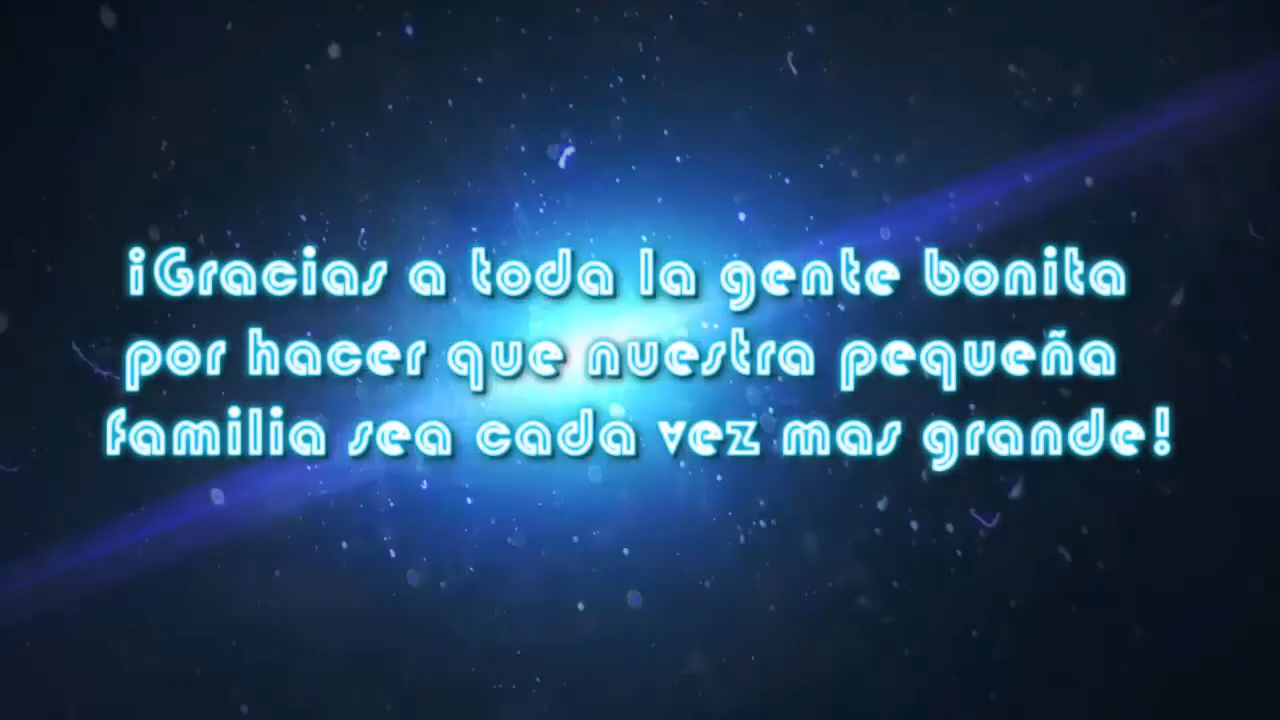 ¡Gracias a toda la gente bonita
por hacer que nuestra pequeña
familia sea cada vez mas grande!